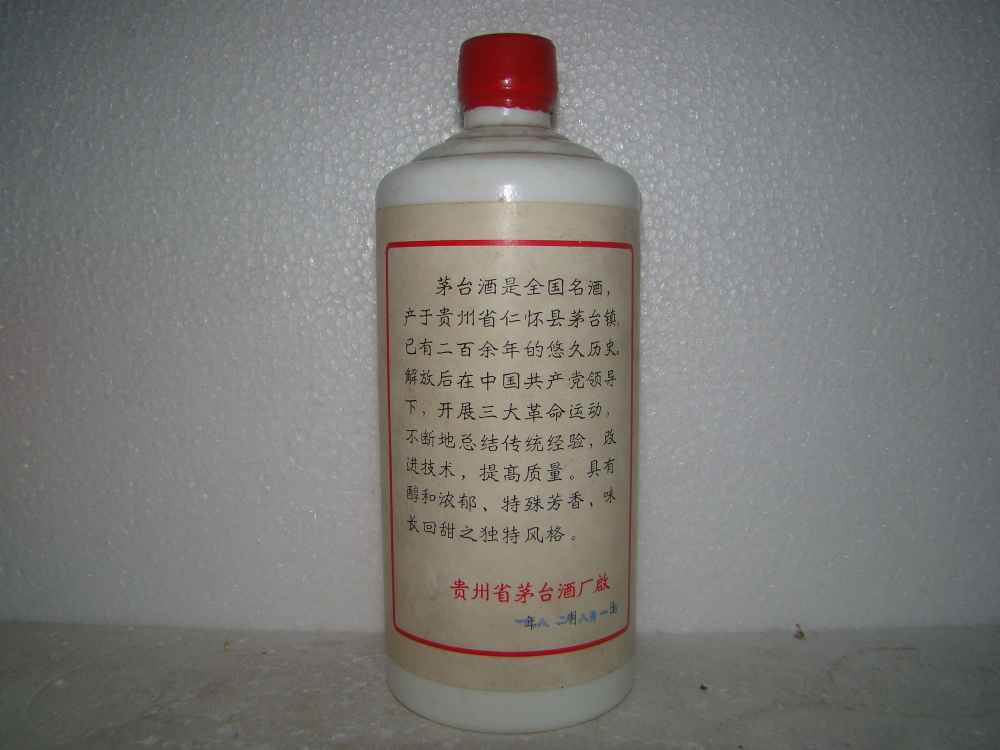 茅台酒是全国名酒，
产于贵州省仁怀县茅台镇，
已有二百余年的悠久历史。
解放后在中国共产党领导
下，开展三大革命运动，
不断地总结传统经验，改
进技术，提高质量。具有
醇和浓郁、特殊芳香，味
长回甜之独特风格。
贵州省茅台酒厂啟